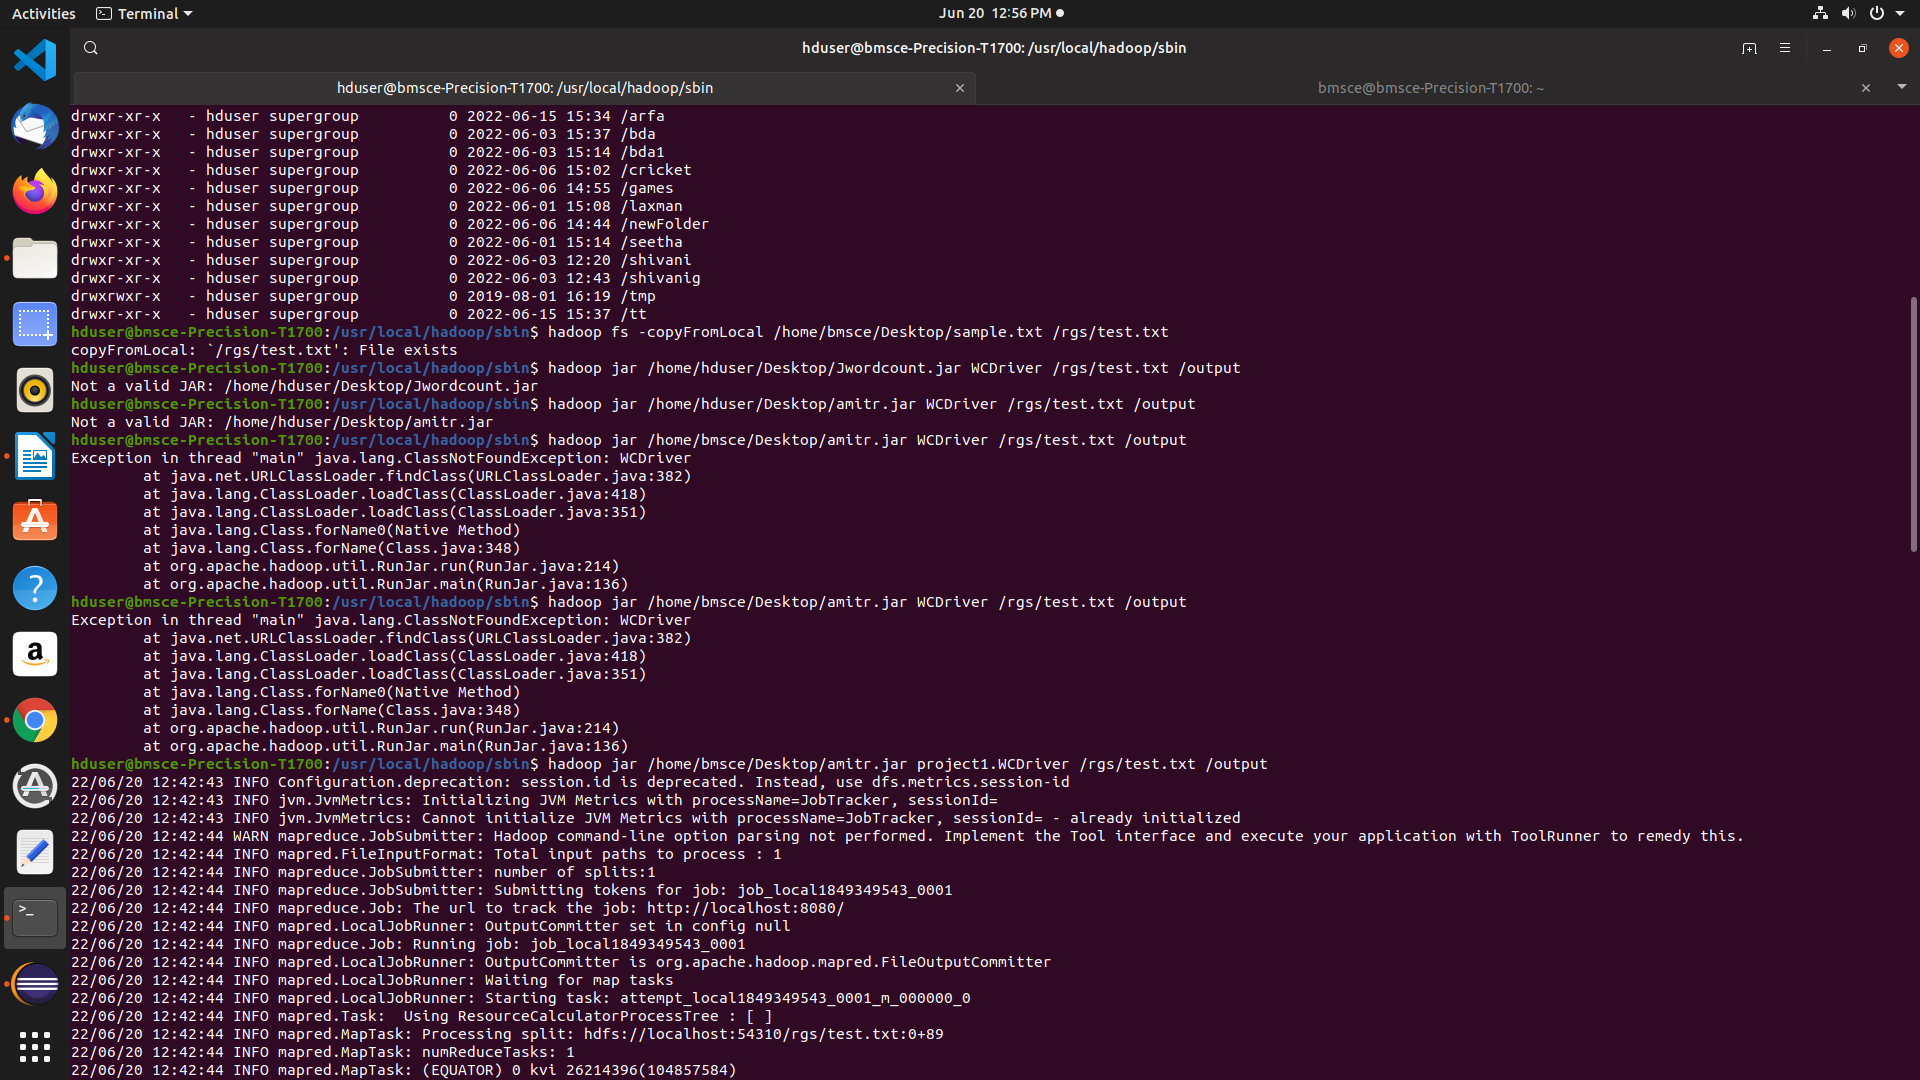 Activities
Terminal
Jun 20 12:56 PM
hduser@bmsce-Precision-T1700: /usr/local/hadoop/sbin
hduser@bmsce-Precision-T1700: /usr/local/hadoop/sbin
bmsce@bmsce-Precision-T1700: ~
drwxr-xr-x   - hduser supergroup          0 2022-06-15 15:34 /arfa
drwxr-xr-x   - hduser supergroup          0 2022-06-03 15:37 /bda
drwxr-xr-x   - hduser supergroup          0 2022-06-03 15:14 /bda1
drwxr-xr-x   - hduser supergroup          0 2022-06-06 15:02 /cricket
drwxr-xr-x   - hduser supergroup          0 2022-06-06 14:55 /games
drwxr-xr-x   - hduser supergroup          0 2022-06-01 15:08 /laxman
drwxr-xr-x   - hduser supergroup          0 2022-06-06 14:44 /newFolder
drwxr-xr-x   - hduser supergroup          0 2022-06-01 15:14 /seetha
drwxr-xr-x   - hduser supergroup          0 2022-06-03 12:20 /shivani
drwxr-xr-x   - hduser supergroup          0 2022-06-03 12:43 /shivanig
drwxrwxr-x   - hduser supergroup          0 2019-08-01 16:19 /tmp
drwxr-xr-x   - hduser supergroup          0 2022-06-15 15:37 /tt
hduser@bmsce-Precision-T1700:/usr/local/hadoop/sbin$ hadoop fs -copyFromLocal /home/bmsce/Desktop/sample.txt /rgs/test.txt
copyFromLocal: `/rgs/test.txt': File exists
hduser@bmsce-Precision-T1700:/usr/local/hadoop/sbin$ hadoop jar /home/hduser/Desktop/Jwordcount.jar WCDriver /rgs/test.txt /output
Not a valid JAR: /home/hduser/Desktop/Jwordcount.jar
hduser@bmsce-Precision-T1700:/usr/local/hadoop/sbin$ hadoop jar /home/hduser/Desktop/amitr.jar WCDriver /rgs/test.txt /output
Not a valid JAR: /home/hduser/Desktop/amitr.jar
hduser@bmsce-Precision-T1700:/usr/local/hadoop/sbin$ hadoop jar /home/bmsce/Desktop/amitr.jar WCDriver /rgs/test.txt /output
Exception in thread "main" java.lang.ClassNotFoundException: WCDriver
        at java.net.URLClassLoader.findClass(URLClassLoader.java:382)
        at java.lang.ClassLoader.loadClass(ClassLoader.java:418)
        at java.lang.ClassLoader.loadClass(ClassLoader.java:351)
        at java.lang.Class.forName0(Native Method)
        at java.lang.Class.forName(Class.java:348)
        at org.apache.hadoop.util.RunJar.run(RunJar.java:214)
        at org.apache.hadoop.util.RunJar.main(RunJar.java:136)
hduser@bmsce-Precision-T1700:/usr/local/hadoop/sbin$ hadoop jar /home/bmsce/Desktop/amitr.jar WCDriver /rgs/test.txt /output
Exception in thread "main" java.lang.ClassNotFoundException: WCDriver
        at java.net.URLClassLoader.findClass(URLClassLoader.java:382)
        at java.lang.ClassLoader.loadClass(ClassLoader.java:418)
        at java.lang.ClassLoader.loadClass(ClassLoader.java:351)
        at java.lang.Class.forName0(Native Method)
        at java.lang.Class.forName(Class.java:348)
        at org.apache.hadoop.util.RunJar.run(RunJar.java:214)
        at org.apache.hadoop.util.RunJar.main(RunJar.java:136)
hduser@bmsce-Precision-T1700:/usr/local/hadoop/sbin$ hadoop jar /home/bmsce/Desktop/amitr.jar project1.WCDriver /rgs/test.txt /output
22/06/20 12:42:43 INFO Configuration.deprecation: session.id is deprecated. Instead, use dfs.metrics.session-id
22/06/20 12:42:43 INFO jvm.JvmMetrics: Initializing JVM Metrics with processName=JobTracker, sessionId=
22/06/20 12:42:43 INFO jvm.JvmMetrics: Cannot initialize JVM Metrics with processName=JobTracker, sessionId= - already initialized
22/06/20 12:42:44 WARN mapreduce.JobSubmitter: Hadoop command-line option parsing not performed. Implement the Tool interface and execute your application with ToolRunner to remedy this.
22/06/20 12:42:44 INFO mapred.FileInputFormat: Total input paths to process : 1
22/06/20 12:42:44 INFO mapreduce.JobSubmitter: number of splits:1
22/06/20 12:42:44 INFO mapreduce.JobSubmitter: Submitting tokens for job: job_local1849349543_0001
22/06/20 12:42:44 INFO mapreduce.Job: The url to track the job: http://localhost:8080/
22/06/20 12:42:44 INFO mapred.LocalJobRunner: OutputCommitter set in config null
22/06/20 12:42:44 INFO mapreduce.Job: Running job: job_local1849349543_0001
22/06/20 12:42:44 INFO mapred.LocalJobRunner: OutputCommitter is org.apache.hadoop.mapred.FileOutputCommitter
22/06/20 12:42:44 INFO mapred.LocalJobRunner: Waiting for map tasks
22/06/20 12:42:44 INFO mapred.LocalJobRunner: Starting task: attempt_local1849349543_0001_m_000000_0
22/06/20 12:42:44 INFO mapred.Task:  Using ResourceCalculatorProcessTree : [ ]
22/06/20 12:42:44 INFO mapred.MapTask: Processing split: hdfs://localhost:54310/rgs/test.txt:0+89
22/06/20 12:42:44 INFO mapred.MapTask: numReduceTasks: 1
22/06/20 12:42:44 INFO mapred.MapTask: (EQUATOR) 0 kvi 26214396(104857584)